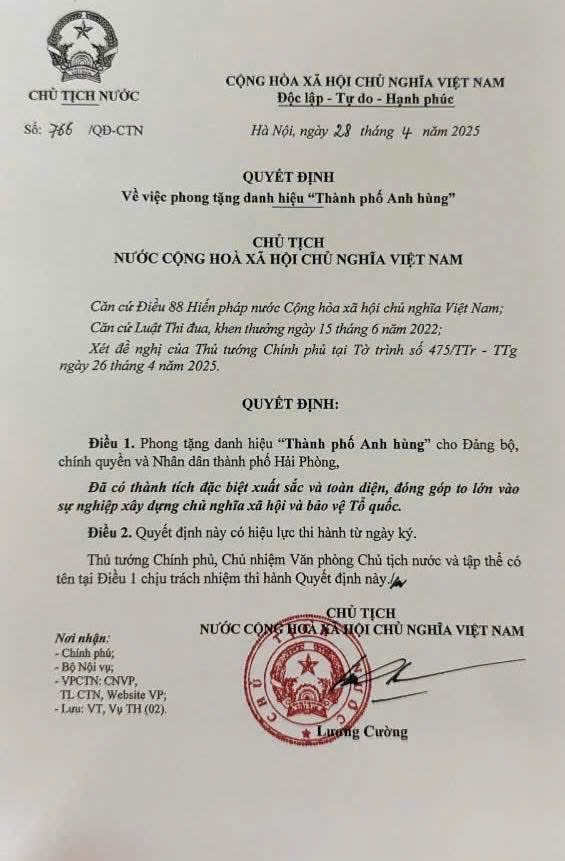 CHỦ TỊCH NƯỚC
CỘNG HÒA XÃ HỘI CHỦ NGHĨA VIỆT NAM
Độc lập - Tự do - Hạnh phúc
Số: 766 /QĐ-CTN
Hà Nội, ngày 28 tháng 4 năm 2025
QUYẾT ĐỊNH
Về việc phong tặng danh hiệu “Thành phố Anh hùng”
CHỦ TỊCH
NƯỚC CỘNG HOÀ XÃ HỘI CHỦ NGHĨA VIỆT NAM
Căn cứ Điều 88 Hiến pháp nước Cộng hòa xã hội chủ nghĩa Việt Nam;
Căn cứ Luật Thi đua, khen thưởng ngày 15 tháng 6 năm 2022;
Xét đề nghị của Thủ tướng Chính phủ tại Tờ trình số 475/TTr - TTg
ngày 26 tháng 4 năm 2025.
QUYẾT ĐỊNH:
Điều 1. Phong tặng danh hiệu “Thành phố Anh hùng” cho Đảng bộ,
chính quyền và Nhân dân thành phố Hải Phòng,
Đã có thành tích đặc biệt xuất sắc và toàn diện, đóng góp to lớn vào
sự nghiệp xây dựng chủ nghĩa xã hội và bảo vệ Tổ quốc.
Điều 2. Quyết định này có hiệu lực thi hành từ ngày ký.
Thủ tướng Chính phủ, Chủ nhiệm Văn phòng Chủ tịch nước và tập thể có
tên tại Điều 1 chịu trách nhiệm thi hành Quyết định này./.
CHỦ TỊCH
NƯỚC CỘNG HOÀ XÃ HỘI CHỦ NGHĨA VIỆT NAM
Nơi nhận:
- Chính phủ;
- Bộ Nội vụ;
- VPCTN: CNVP,
TL CTN, Website VP;
- Lưu: VT, Vụ TH (02).
CHỦ TỊCH NƯỚC
Lương Cường